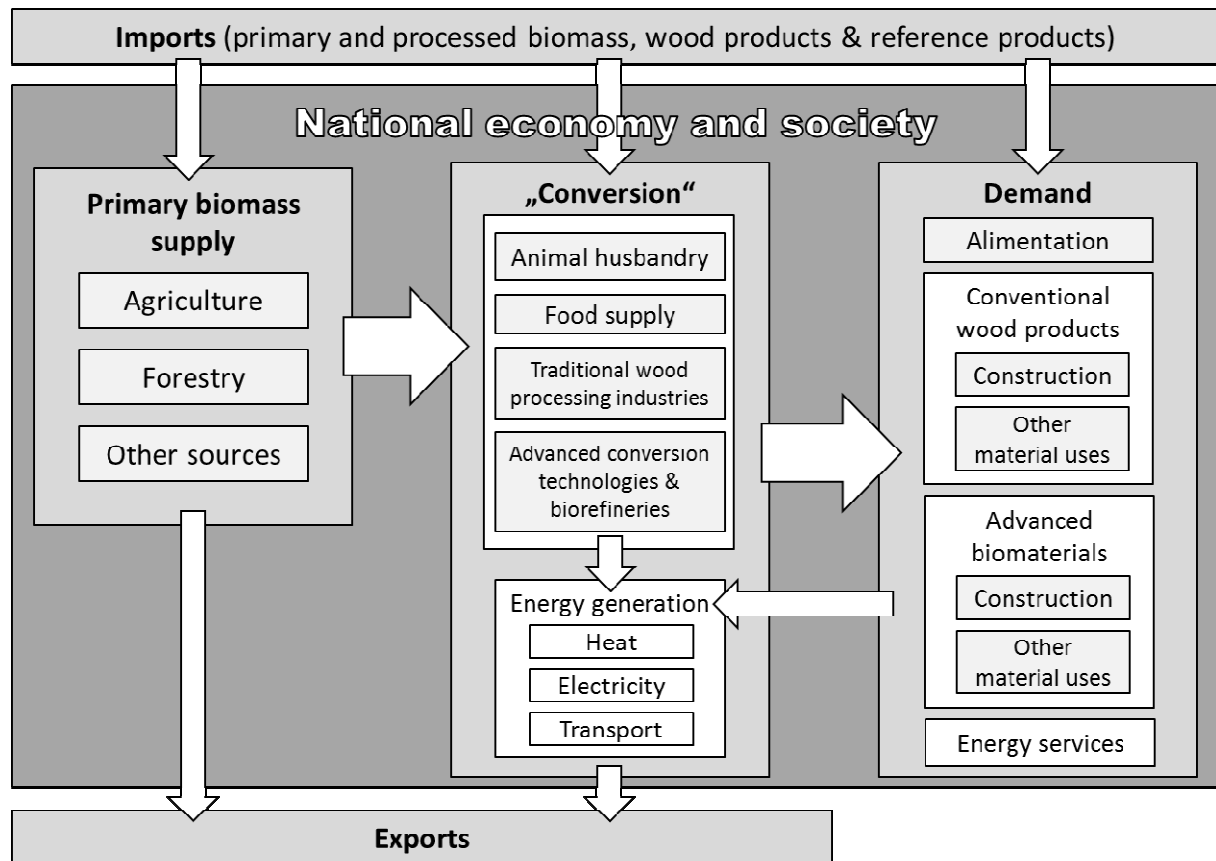 Imports (primary and processed biomass, wood products & reference products)
National economy and society
Primary biomass
supply
Agriculture
Forestry
Other sources
„Conversion“
Animal husbandry
Food supply
Traditional wood
processing industries
Advanced conversion
technologies &
biorefineries
Energy generation
Heat
Electricity
Transport
Demand
Alimentation
Conventional
wood products
Construction
Other
material uses
Advanced
biomaterials
Construction
Other
material uses
Energy services
Exports